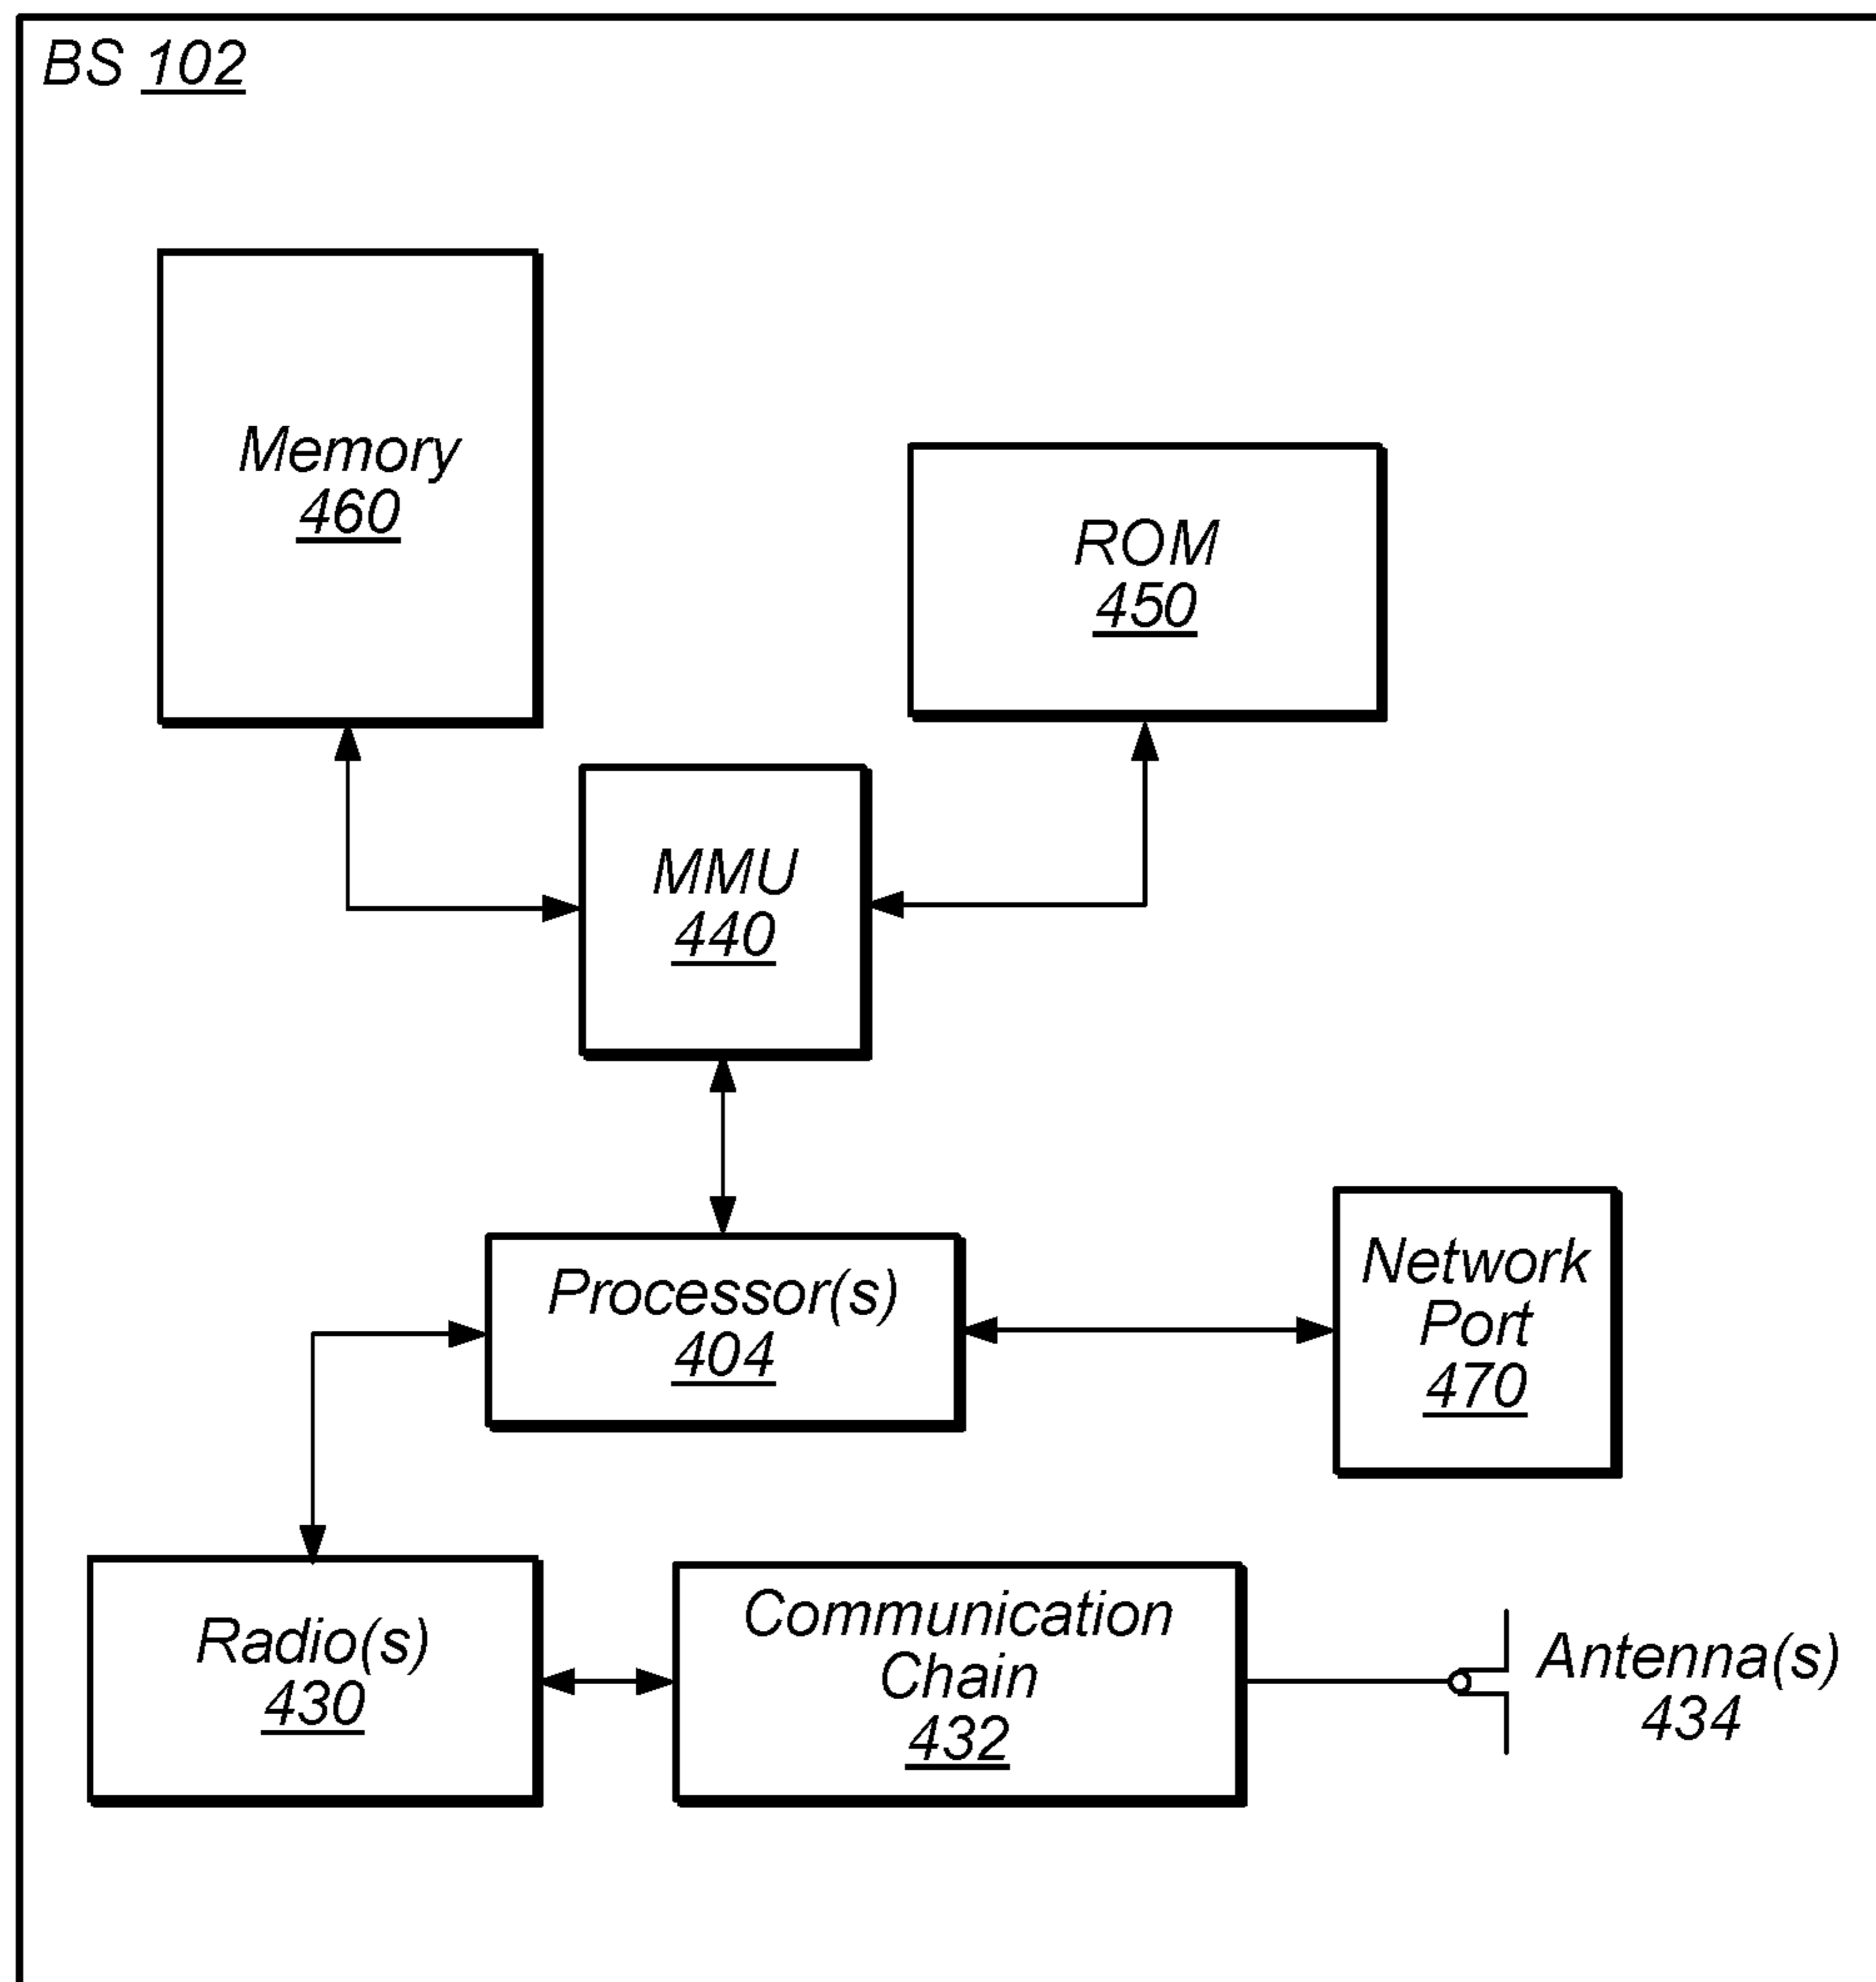 BS 102
Memory
460
ROM
450
MMU
440
Processor(s)
404
Network
Port
470
Radio(s)
430
Communication
Chain
432
Antenna(s)
434